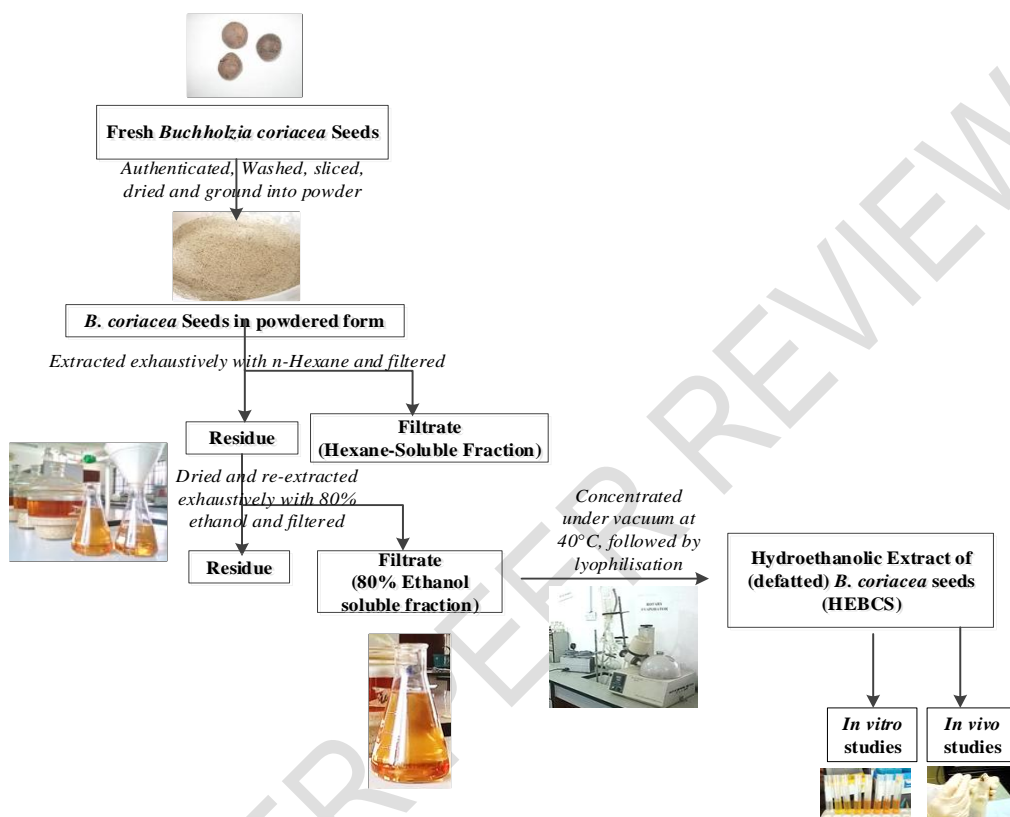 Fresh Buchholzia coriacea Seeds
Authenticated, Washed, sliced,
dried and ground into powder
B. coriacea Seeds in powdered form
Extracted exhaustively with n-Hexane and filtered
Residue
Filtrate
(Hexane-Soluble Fraction)
Dried and re-extracted
exhaustively with 80%
ethanol and filtered
Residue
Filtrate
(80% Ethanol
soluble fraction)
Concentrated
under vacuum at
40°C, followed by
lyophilisation
Hydroethanolic Extract of
(defatted) B. coriacea seeds
(HEBCS)
In vitro
studies
In vivo
studies
ER PEER REVIEW